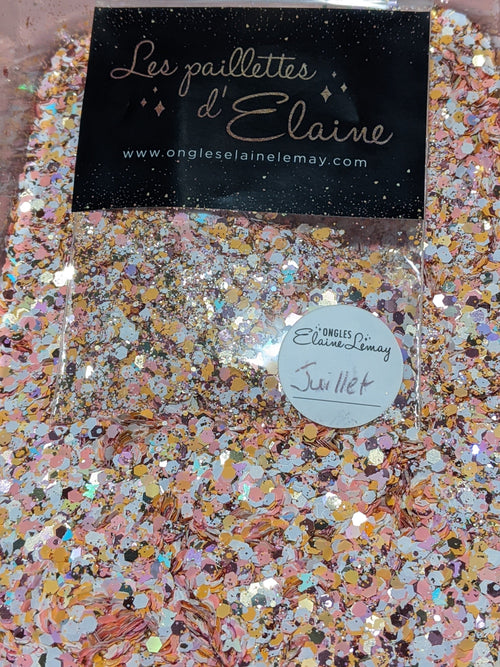 Les paillettes
d'Elaine
www.ongleselainelemay.com
ONGLES
Elaine Lemay
Juillet